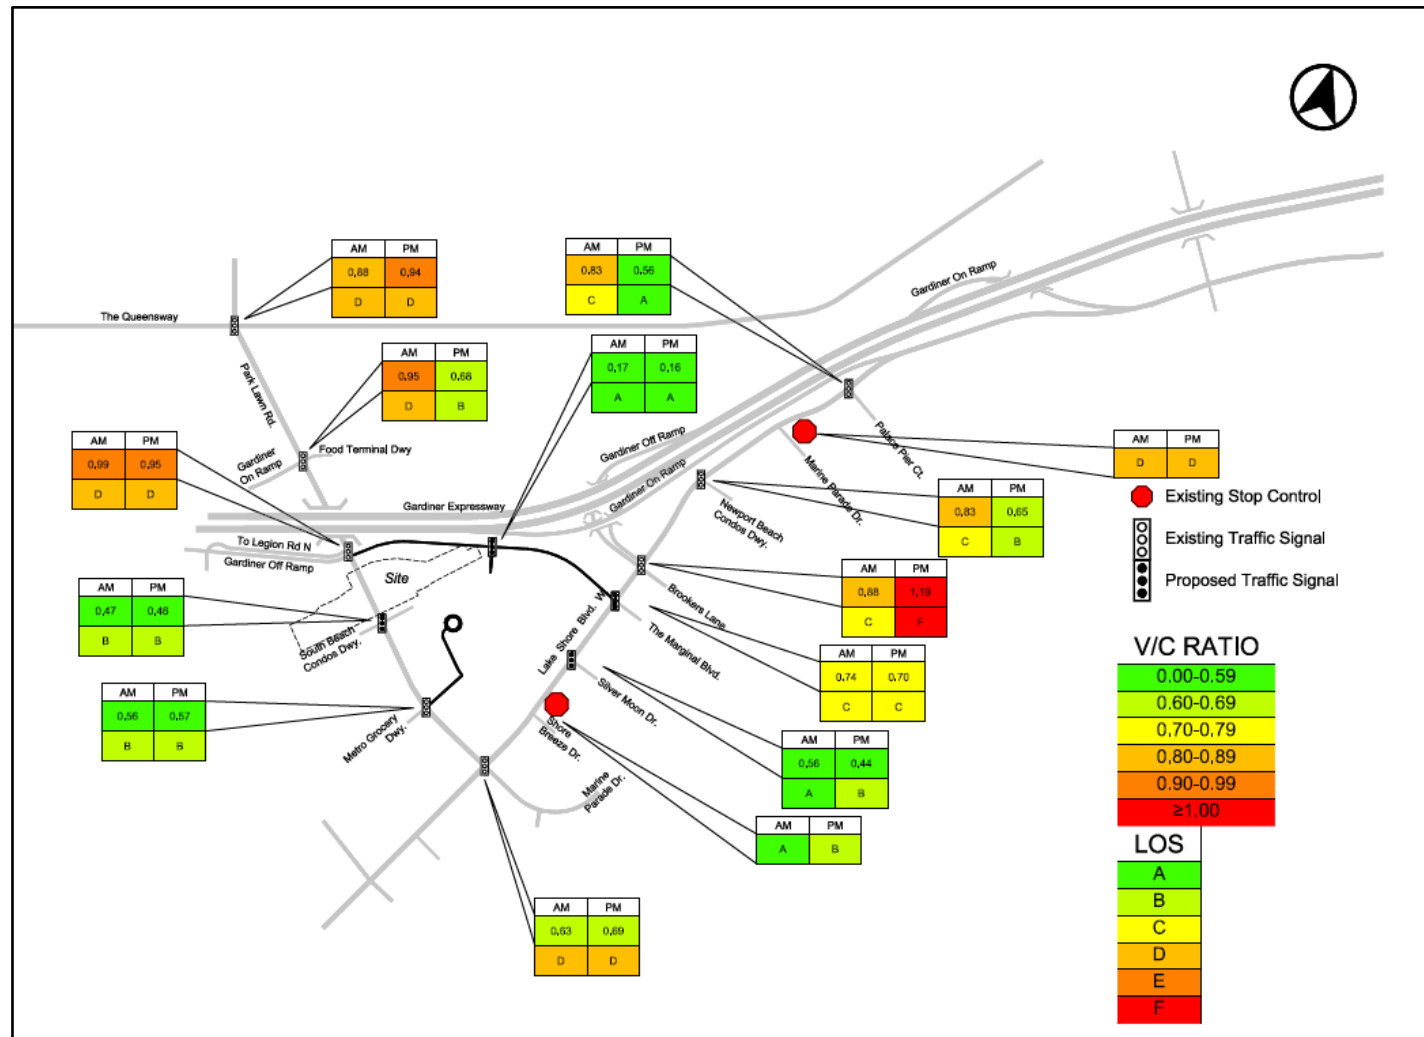 AM PM
0.88 0.94
D D
AM PM
0.83 0.56
C A
Gardiner On Ramp
The Queensway
Park Lawn Rd.
AM PM
0.95 0.68
D B
AM PM
0.17 0.16
A A
Food Terminal Dwy
Gardiner
On Ramp
Gardiner Off Ramp
Gardiner On Ramp
Palace Pier Ct.
Marine Parade Dr.
AM PM
0.99 0.95
D D
AM PM
D D
Gardiner Expressway
Newport Beach
Condos Dwy.
AM PM
0.83 0.65
C B
Existing Stop Control
Existing Traffic Signal
Proposed Traffic Signal
To Legion Rd N
Gardiner Off Ramp
Site
AM PM
0.47 0.48
B B
South Beach
Condos Dwy.
Lake Shore Blvd. W
Brookers Lane
The Marginal Blvd.
AM PM
0.88 1.19
C F
AM PM
0.74 0.70
C C
Silver Moon Dr.
AM PM
0.56 0.57
B B
Metro Grocery
Dwy.
Shore
Breeze Dr.
Marine
Parade Dr.
AM PM
0.56 0.44
A B
AM PM
A B
AM PM
0.63 0.69
D D
V/C RATIO
0.00-0.59
0.60-0.69
0.70-0.79
0.80-0.89
0.90-0.99
≥1.00
LOS
A
B
C
D
E
F